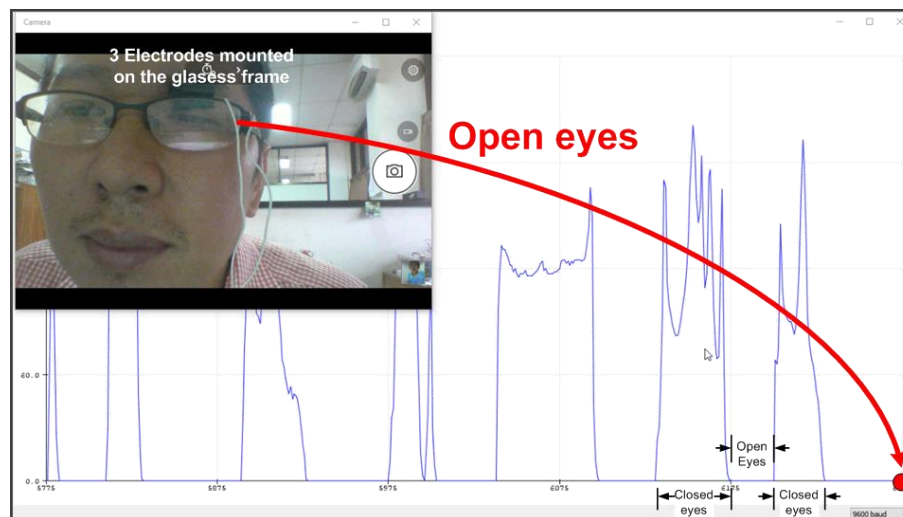 Camera
3 Electrodes mounted
on the glasess frame
Open eyes
60.0
0.0
5775
5875
5975
6075
6175
Open
Eyes
Closed
eyes
Closed
eyes
9600 baud